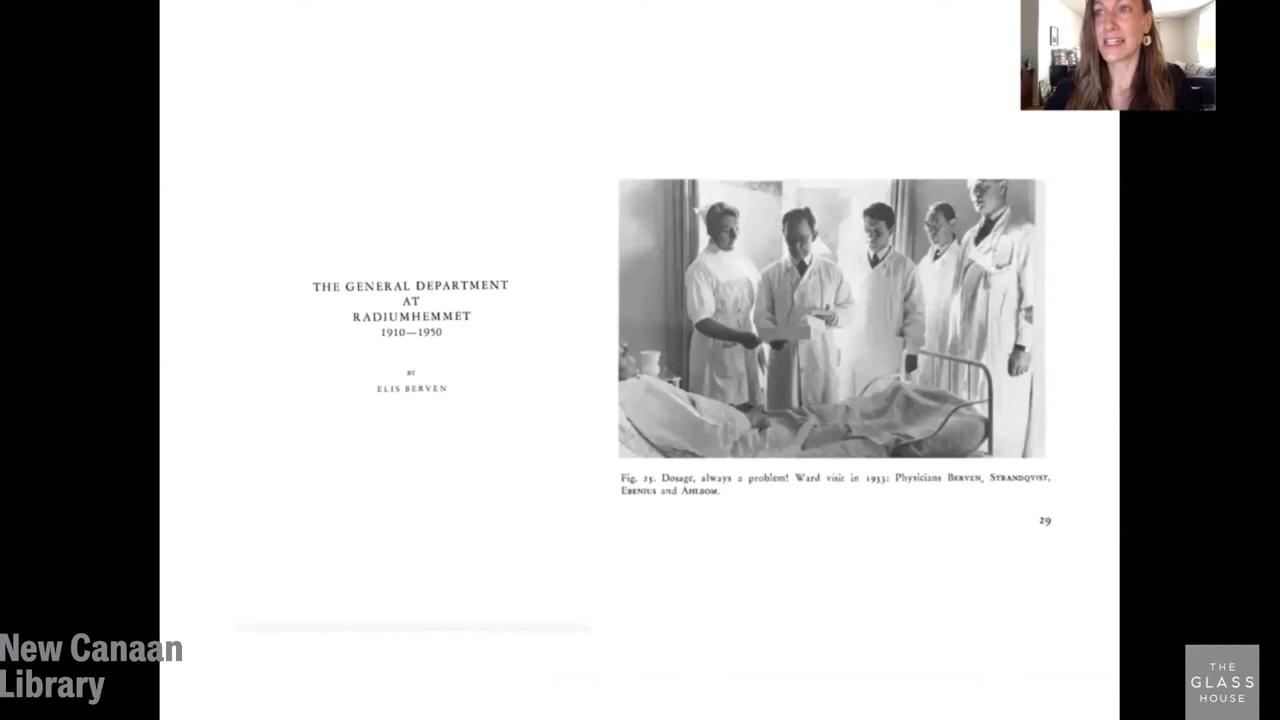 THE GENERAL DEPARTMENT
AT
RADIUMHEMMET
1910—1950
BY
ELIS BERVEN
Fig. 25. Dosage, always a problem! Ward visit in 1933: Physicians BERVEN, STRANDQVIST,
EBENIUS and AHLBOM.
29
New Canaan
Library
THE
GLASS
HOUSE